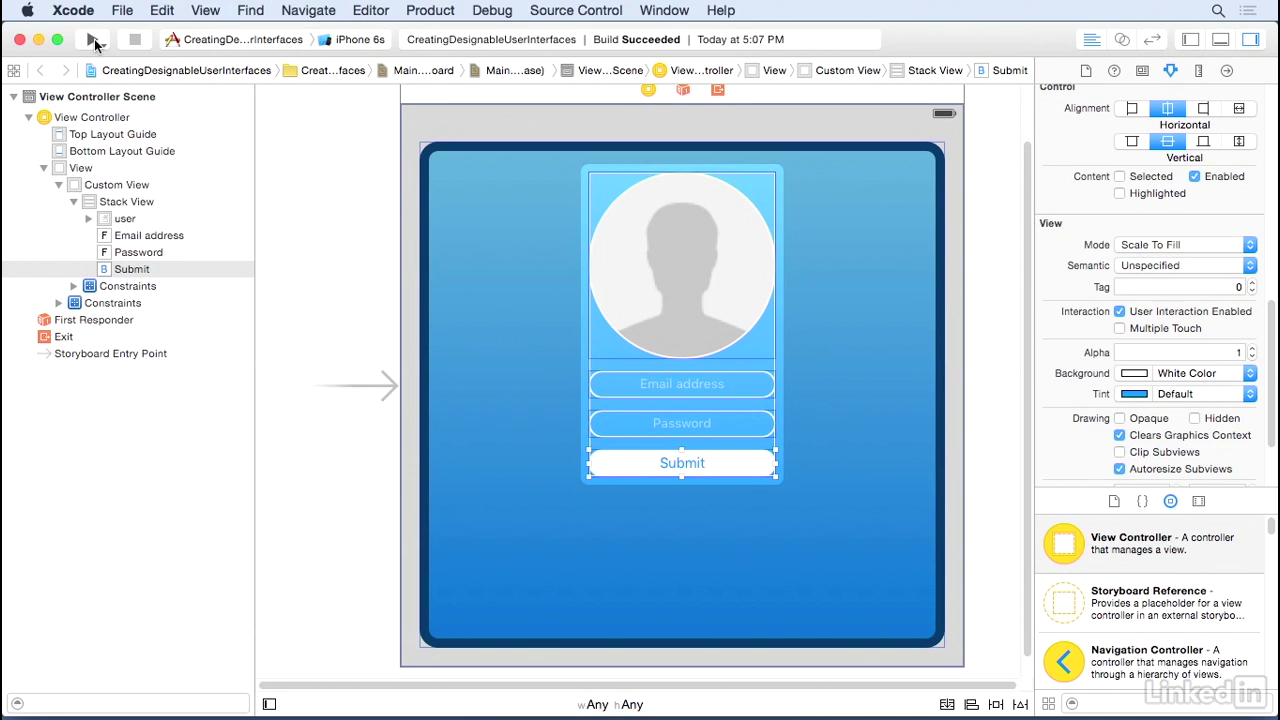 Xcode File Edit View Find Navigate Editor Product Debug Source Control Window Help
CreatingDe...rInterfaces iPhone 6s CreatingDesignableUserInterfaces Build Succeeded Today at 5:07 PM
CreatingDesignableUserInterfaces Creat...faces Main....ord Main....ase) View...Scene View...troller View Custom View Stack View B Submit
View Controller Scene
View Controller
Top Layout Guide
Bottom Layout Guide
View
Custom View
Stack View
user
F Email address
F Password
B Submit
Constraints
Constraints
First Responder
Exit
Storyboard Entry Point
Email address
Password
Submit
wAny hAny
Control
Alignment
Horizontal
Vertical
Content Selected Enabled
Highlighted
View
Mode Scale To Fill
Semantic Unspecified
Tag 0
Interaction User Interaction Enabled
Multiple Touch
Alpha 1
Background White Color
Tint Default
Drawing Opaque Hidden
Clears Graphics Context
Clip Subviews
Autoresize Subviews
View Controller - A controller
that manages a view.
Storyboard Reference -
Provides a placeholder for a view
controller in an external storybo...
Navigation Controller - A
controller that manages navigation
through a hierarchy of views.
Linked in